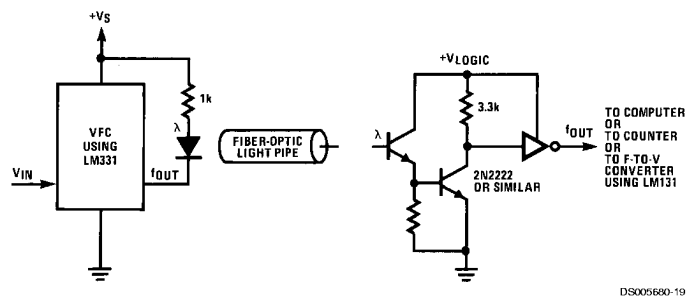 +VS
1k
λ
VFC
USING
LM331
VIN
fOUT
FIBER-OPTIC
LIGHT PIPE
+VLOGIC
3.3k
λ
2N2222
OR SIMILAR
fOUT
TO COMPUTER
OR
TO COUNTER
OR
TO F-TO-V
CONVERTER
USING LM131
DS005680-19